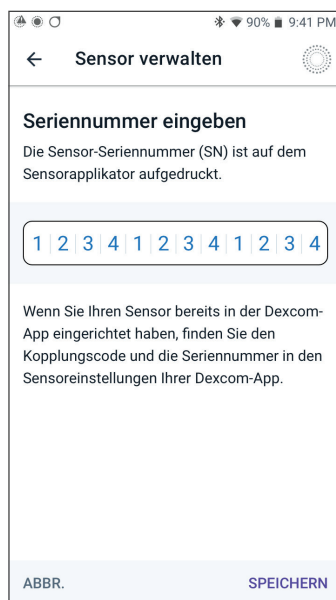 90% 9:41 PM
Sensor verwalten
Seriennummer eingeben
Die Sensor-Seriennummer (SN) ist auf dem
Sensorapplikator aufgedruckt.
1 2 3 4 1 2 3 4 1 2 3 4
Wenn Sie Ihren Sensor bereits in der Dexcom-
App eingerichtet haben, finden Sie den
Kopplungscode und die Seriennummer in den
Sensoreinstellungen Ihrer Dexcom-App.
ABBR. SPEICHERN